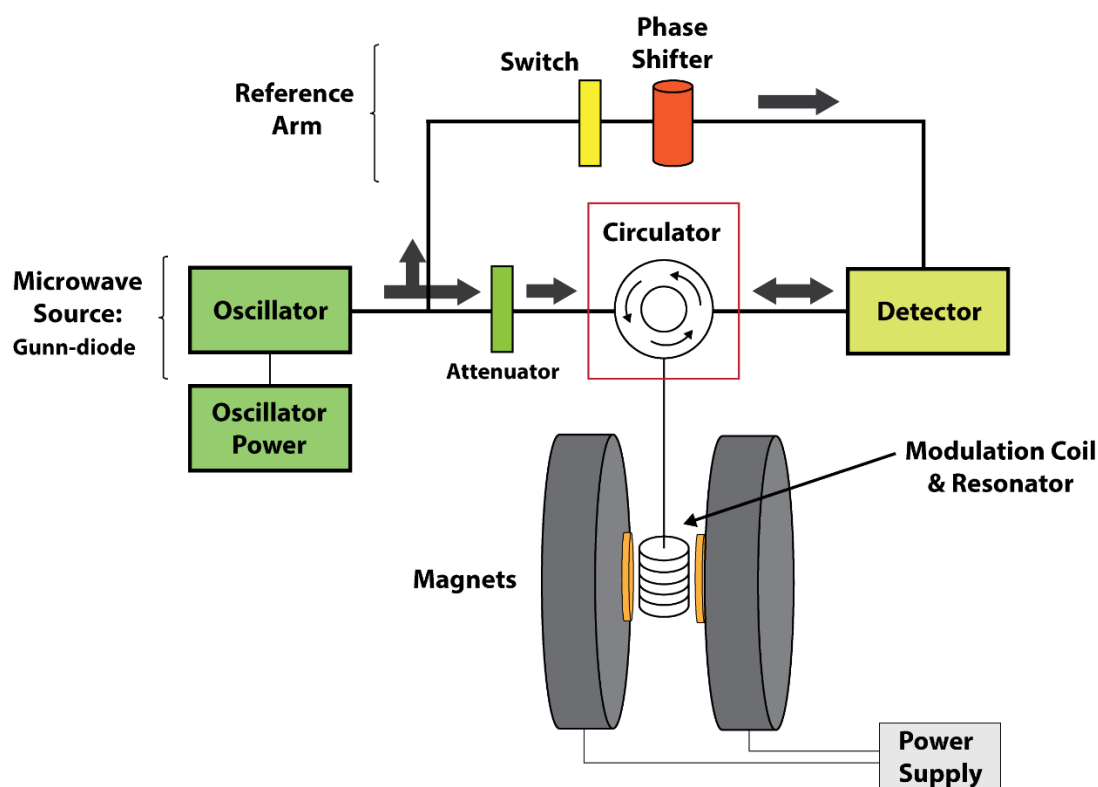 Phase
Shifter
Switch
Reference
Arm
Circulator
Microwave
Source:
Gunn-diode
Oscillator
Attenuator
Detector
Oscillator
Power
Modulation Coil
& Resonator
Magnets
Power
Supply